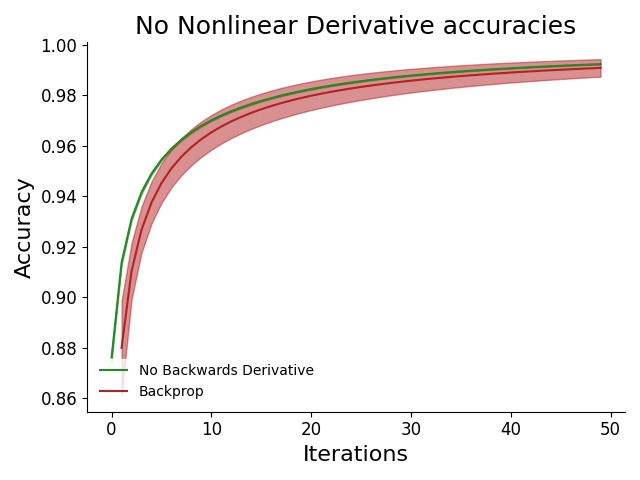 No Nonlinear Derivative accuracies
1.00
0.98
0.96
0.94
0.92
0.90
0.88
0.86
Accuracy
No Backwards Derivative
Backprop
0 10 20 30 40 50
Iterations